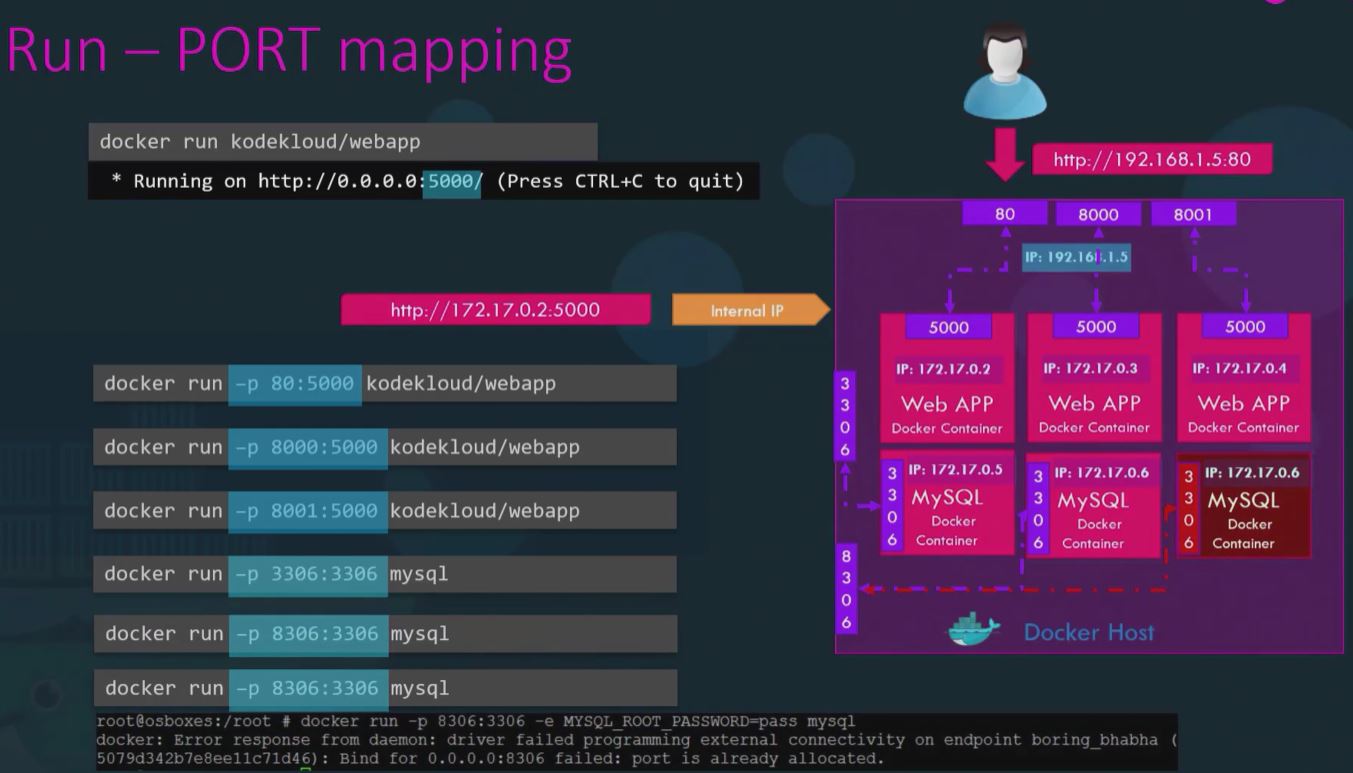 Run – PORT mapping
docker run kodekloud/webapp
* Running on http://0.0.0.0:5000/ (Press CTRL+C to quit)
http://192.168.1.5:80
80 8000 8001
IP: 192.168.1.5
http://172.17.0.2:5000
Internal IP
5000 5000 5000
IP: 172.17.0.2 IP: 172.17.0.3 IP: 172.17.0.4
Web APP Web APP Web APP
Docker Container Docker Container Docker Container
3306
docker run -p 80:5000 kodekloud/webapp
docker run -p 8000:5000 kodekloud/webapp
docker run -p 8001:5000 kodekloud/webapp
docker run -p 3306:3306 mysql
docker run -p 8306:3306 mysql
docker run -p 8306:3306 mysql
3306 3306 3306
IP: 172.17.0.5 IP: 172.17.0.6 IP: 172.17.0.6
MySQL MySQL MySQL
Docker Docker Docker
Container Container Container
8306
Docker Host
root@osboxes:/root # docker run -p 8306:3306 -e MYSQL_ROOT_PASSWORD=pass mysql
docker: Error response from daemon: driver failed programming external connectivity on endpoint boring_bhabha (
5079d342b7e8ee11c71d46): Bind for 0.0.0.0:8306 failed: port is already allocated.